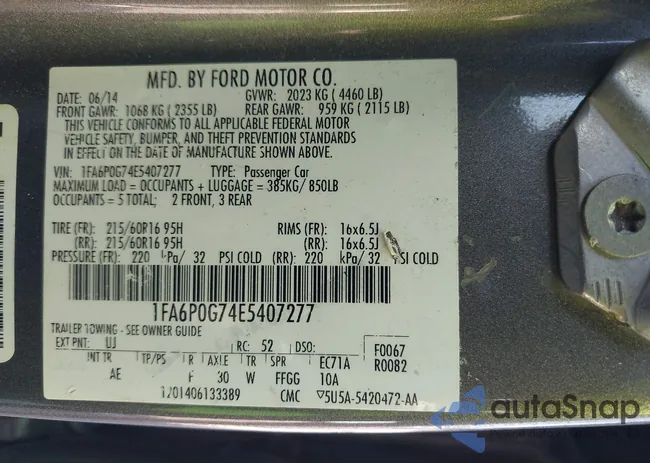 MFD. BY FORD MOTOR CO.
DATE: 06/14 GVWR: 2023 KG ( 4460 LB)
FRONT GAWR: 1068 KG ( 2355 LB) REAR GAWR: 959 KG ( 2115 LB)
THIS VEHICLE CONFORMS TO ALL APPLICABLE FEDERAL MOTOR
VEHICLE SAFETY, BUMPER, AND THEFT PREVENTION STANDARDS
IN EFFECT ON THE DATE OF MANUFACTURE SHOWN ABOVE.
VIN: 1FA6P0G74E5407277 TYPE: Passenger Car
MAXIMUM LOAD = OCCUPANTS + LUGGAGE = 385KG/ 850LB
OCCUPANTS = 5 TOTAL; 2 FRONT, 3 REAR
TIRE (FR): 215/60R16 95H RIMS (FR): 16x6.5J
(RR): 215/60R16 95H (RR): 16x6.5J
PRESSURE (FR): 220 kPa/ 32 PSI COLD (RR): 220 kPa/ 32 PSI COLD
1FA6P0G74E5407277
TRAILER TOWING - SEE OWNER GUIDE
EXT PNT: UJ RC: 52 DSO: F0067
INT TR TP/PS R AXLE TR SPR EC71A R0082
AE F 30 W FFGG 10A
1201406133389 CMC ▽5U5A-5420472-AA
autoSnap